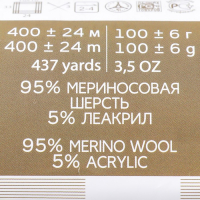 400 ± 24 м 100 ± 6 г
400 ± 24 m 100 ± 6 g
437 yards 3,5 OZ
95% МЕРИНОСОВАЯ
ШЕРСТЬ
5% ЛЕАКРИЛ
95% MERINO WOOL
5% ACRYLIC